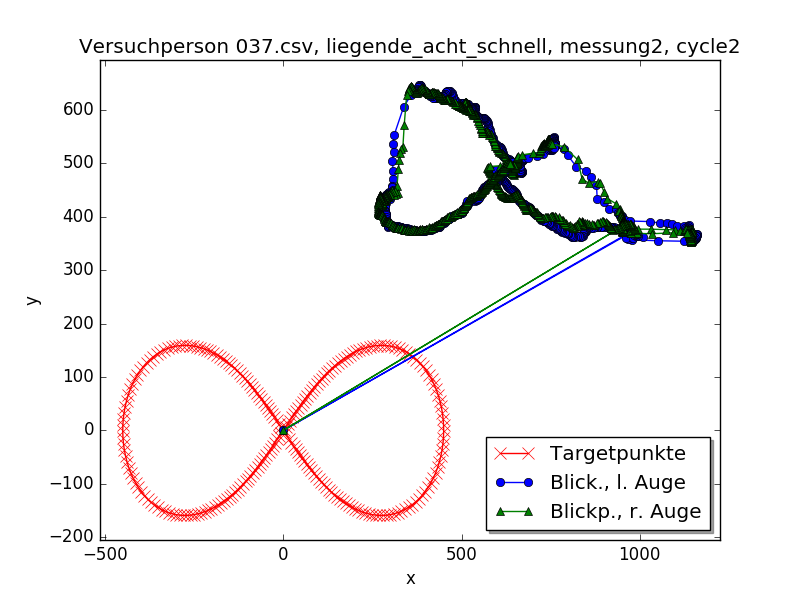 Versuchperson 037.csv, liegende_acht_schnell, messung2, cycle2
y
600
500
400
300
200
100
0
−100
−200
−500
0
500
1000
x
Targetpunkte
Blick., l. Auge
Blickp., r. Auge